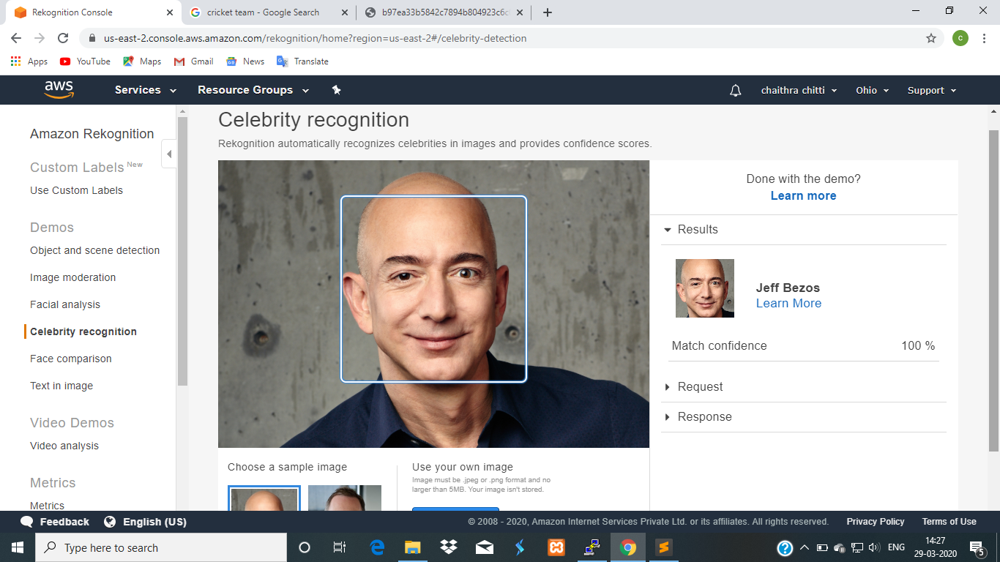 Rekognition Console
cricket team - Google Search
b97ea33b5842c7894b804923c6c
us-east-2.console.aws.amazon.com/rekognition/home?region=us-east-2#/celebrity-detection
c
Apps
YouTube
Maps
Gmail
News
Translate
aws
Services
Resource Groups
chaithra chitti
Ohio
Support
Amazon Rekognition
Custom Labels New
Use Custom Labels
Demos
Object and scene detection
Image moderation
Facial analysis
Celebrity recognition
Face comparison
Text in image
Video Demos
Video analysis
Metrics
Metrics
Celebrity recognition
Rekognition automatically recognizes celebrities in images and provides confidence scores.
Done with the demo?
Learn more
Results
Jeff Bezos
Learn More
Match confidence 100 %
Request
Response
Choose a sample image
Use your own image
Image must be .jpeg or .png format and no
larger than 5MB. Your image isn't stored.
Feedback
English (US)
© 2008 - 2020, Amazon Internet Services Private Ltd. or its affiliates. All rights reserved.
Privacy Policy
Terms of Use
Type here to search
ENG
14:27
29-03-2020
5